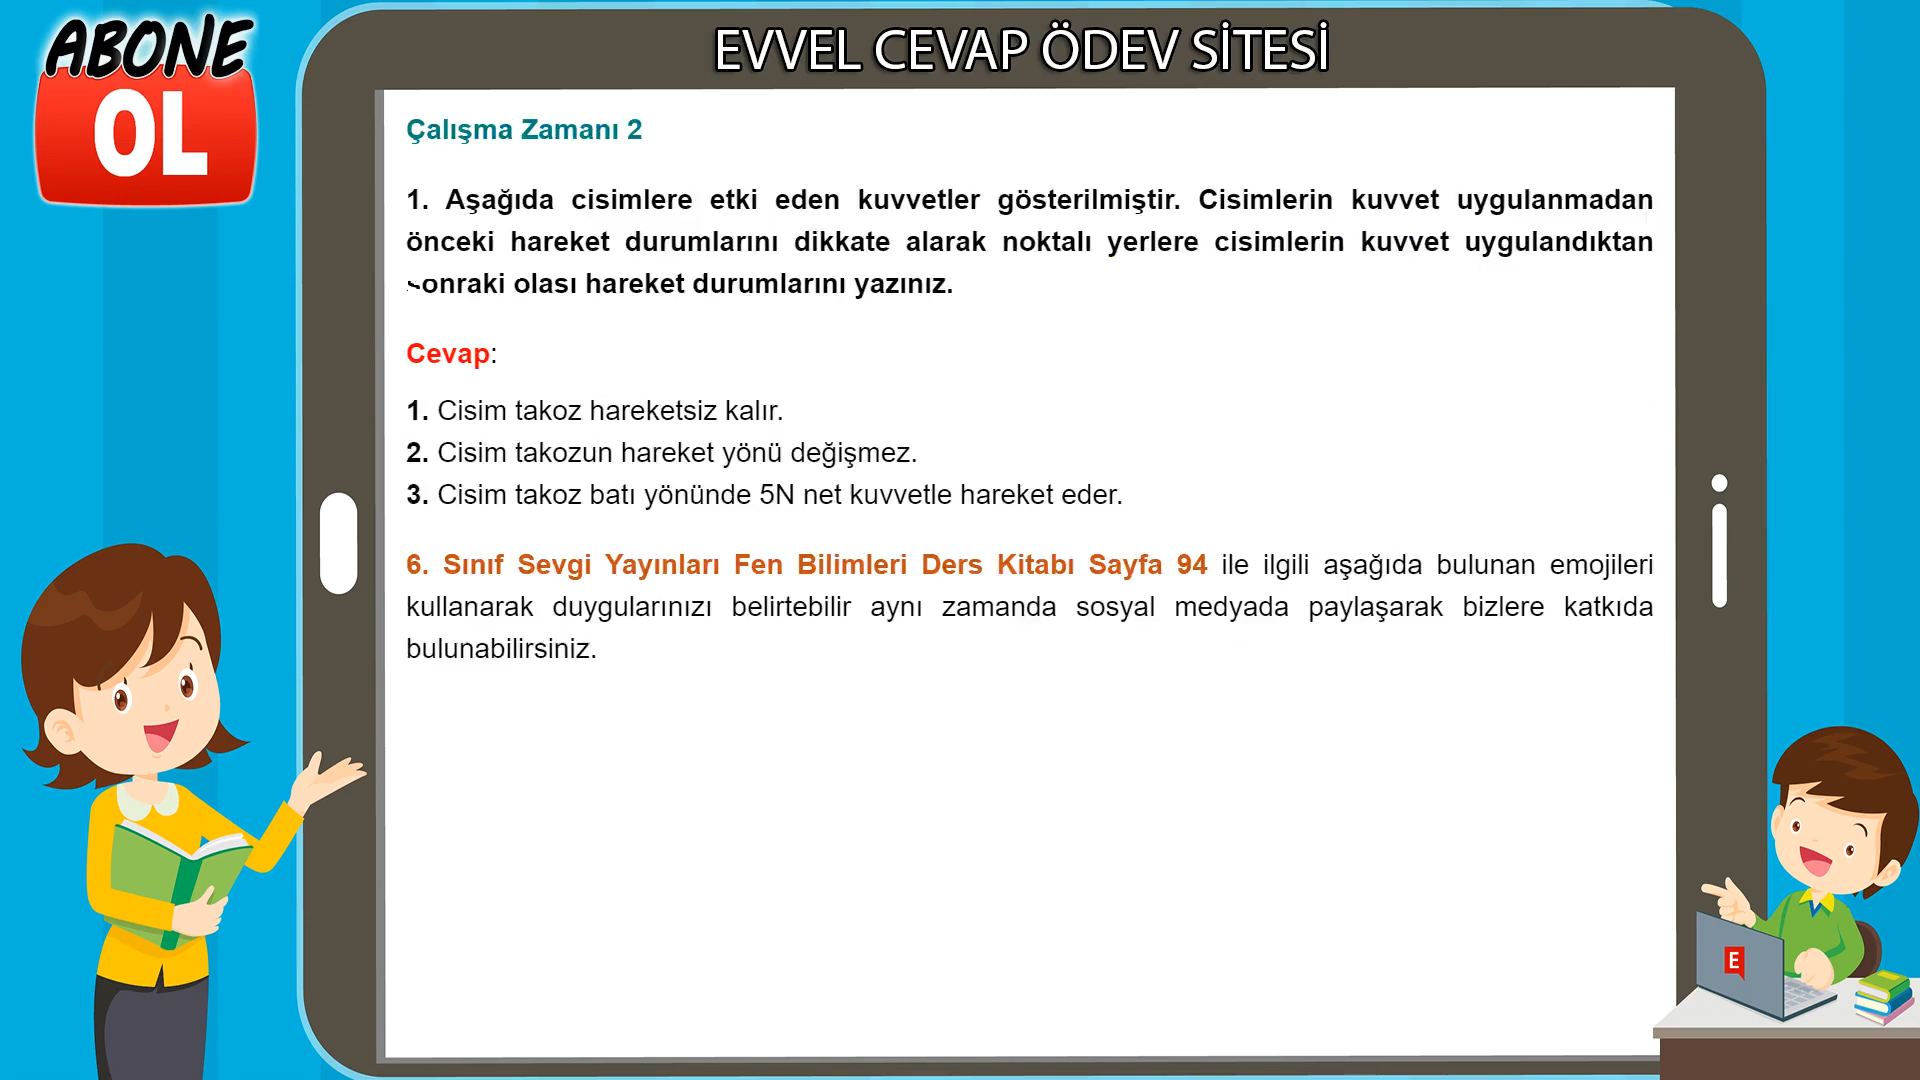 ABONE
OL
EVVEL CEVAP ÖDEV SİTESİ
Çalışma Zamanı 2
1. Aşağıda cisimlere etki eden kuvvetler gösterilmiştir. Cisimlerin kuvvet uygulanmadan
önceki hareket durumlarını dikkate alarak noktalı yerlere cisimlerin kuvvet uygulandıktan
sonraki olası hareket durumlarını yazınız.
Cevap:
1. Cisim takoz hareketsiz kalır.
2. Cisim takozun hareket yönü değişmez.
3. Cisim takoz batı yönünde 5N net kuvvetle hareket eder.
6. Sınıf Sevgi Yayınları Fen Bilimleri Ders Kitabı Sayfa 94 ile ilgili aşağıda bulunan emojileri
kullanarak duygularınızı belirtebilir aynı zamanda sosyal medyada paylaşarak bizlere katkıda
bulunabilirsiniz.
E